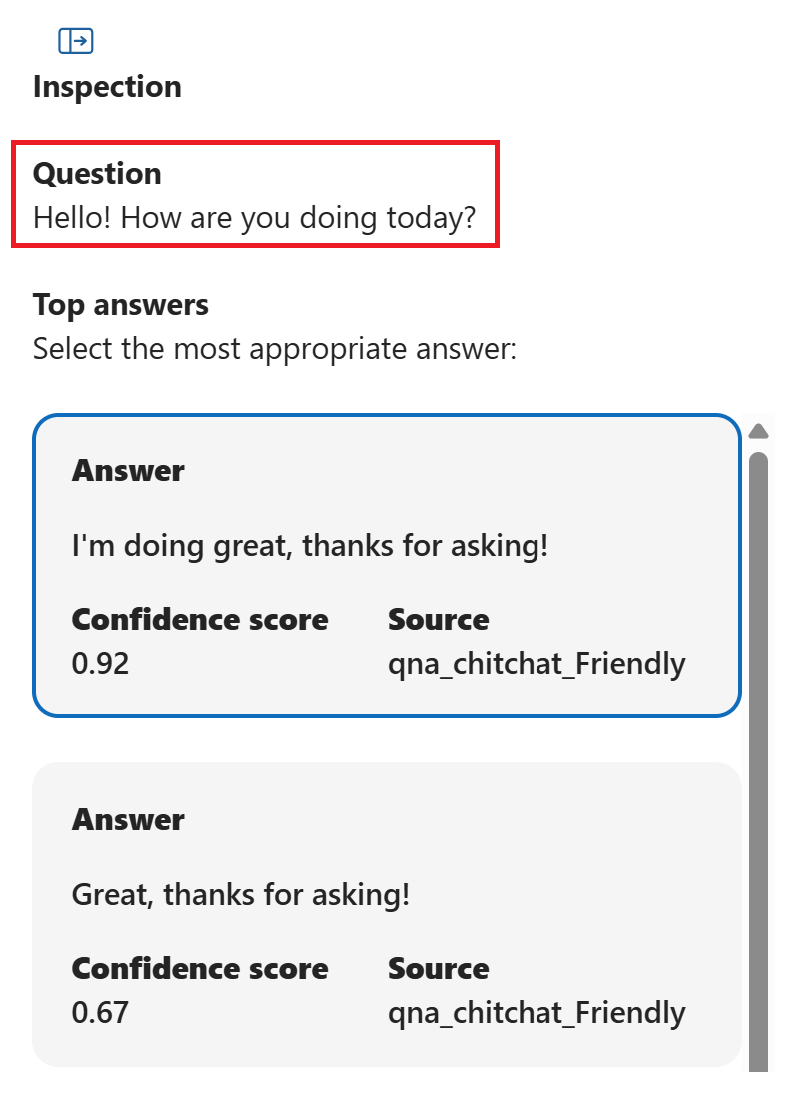 Inspection
Question
Hello! How are you doing today?
Top answers
Select the most appropriate answer:
Answer
I'm doing great, thanks for asking!
Confidence score Source
0.92 qna_chitchat_Friendly
Answer
Great, thanks for asking!
Confidence score Source
0.67 qna_chitchat_Friendly